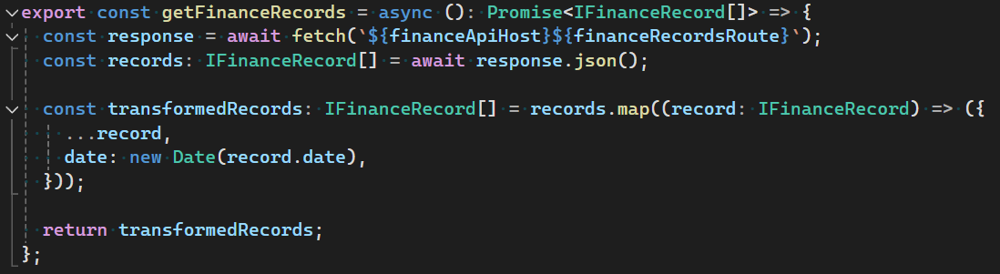 export const getFinanceRecords = async (): Promise<IFinanceRecord[]> => {
  const response = await fetch(`${financeApiHost}${financeRecordsRoute}`);
  const records: IFinanceRecord[] = await response.json();

  const transformedRecords: IFinanceRecord[] = records.map((record: IFinanceRecord) => ({
    ...record,
    date: new Date(record.date),
  }));

  return transformedRecords;
};